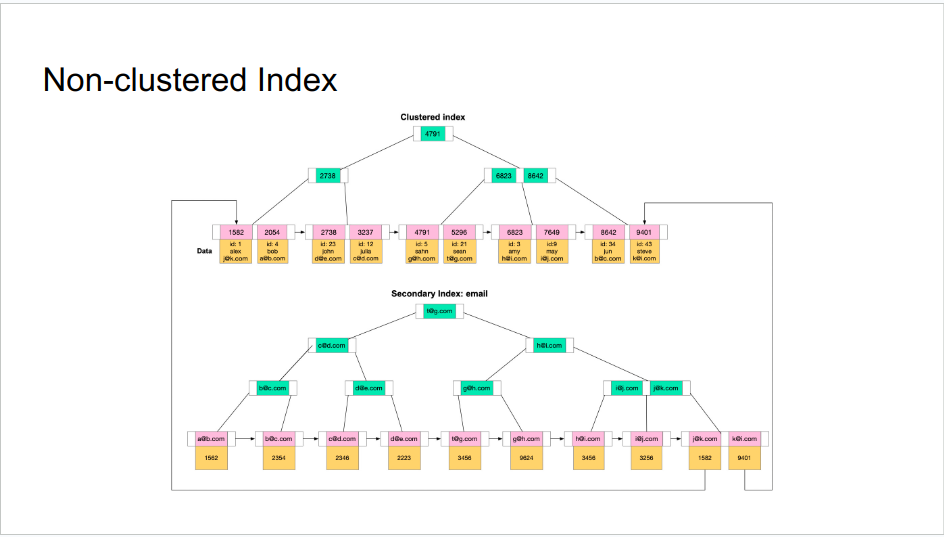 Non-clustered Index
Clustered index
4791
2738
6823 8642
1582 2054 2738 3237 4791 5296 6823 7649 8642 9401
Data
id: 1 id: 4 id: 23 id: 12 id: 5 id: 21 id: 3 id:9 id: 34 id: 43
alex bob john julia sahn sean amy may jun steve
j@k.com a@b.com d@e.com c@d.com g@h.com t@g.com h@i.com i@j.com b@c.com k@i.com
Secondary Index: email
t@g.com
c@d.com h@i.com
b@c.com d@e.com g@h.com i@j.com j@k.com
a@b.com b@c.com c@d.com d@e.com t@g.com g@h.com h@i.com i@j.com j@k.com k@i.com
1562 2354 2346 2223 3456 9624 3456 3256 1582 9401